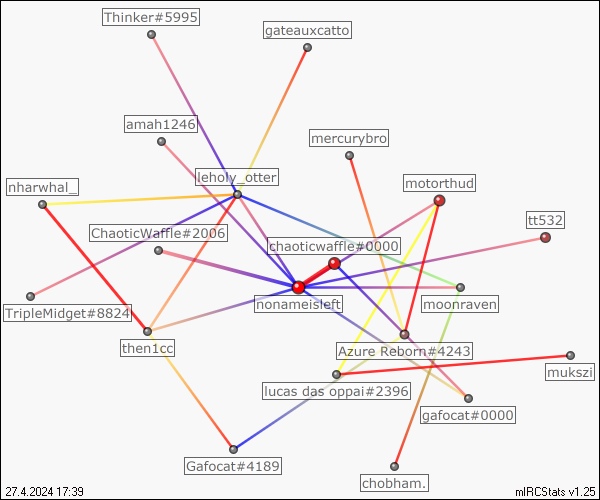 Thinker#5995
gateauxcatto
amah1246
mercurybro
leholy_otter
nharwhal_
motorthud
tt532
ChaoticWaffle#2006
chaoticwaffle#0000
nonameisleft
moonraven
TripleMidget#8824
then1cc
Azure Reborn#4243
mukszi
lucas das oppai#2396
gafocat#0000
Gafocat#4189
chobham.
27.4.2024 17:39
mIRCStats v1.25